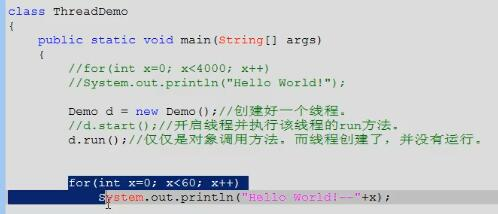 class ThreadDemo
{
public static void main(String[] args)
{
//for(int x=0; x<4000; x++)
//System.out.println("Hello World!");
Demo d = new Demo();//创建好一个线程。
//d.start();//开启线程并执行该线程的run方法。
d.run();//仅仅是对象调用方法。而线程创建了，并没有运行。
for(int x=0; x<60; x++)
System.out.println("Hello World!--"+x);